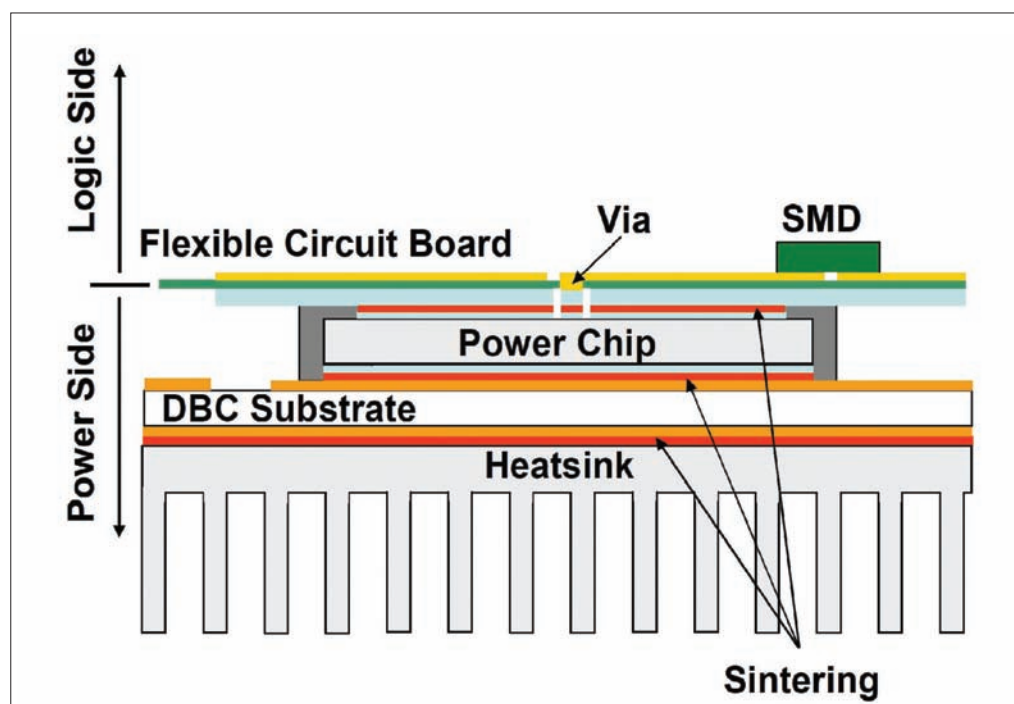 Logic Side
Via
SMD
Flexible Circuit Board
Power Chip
Power Side
DBC Substrate
Heatsink
Sintering